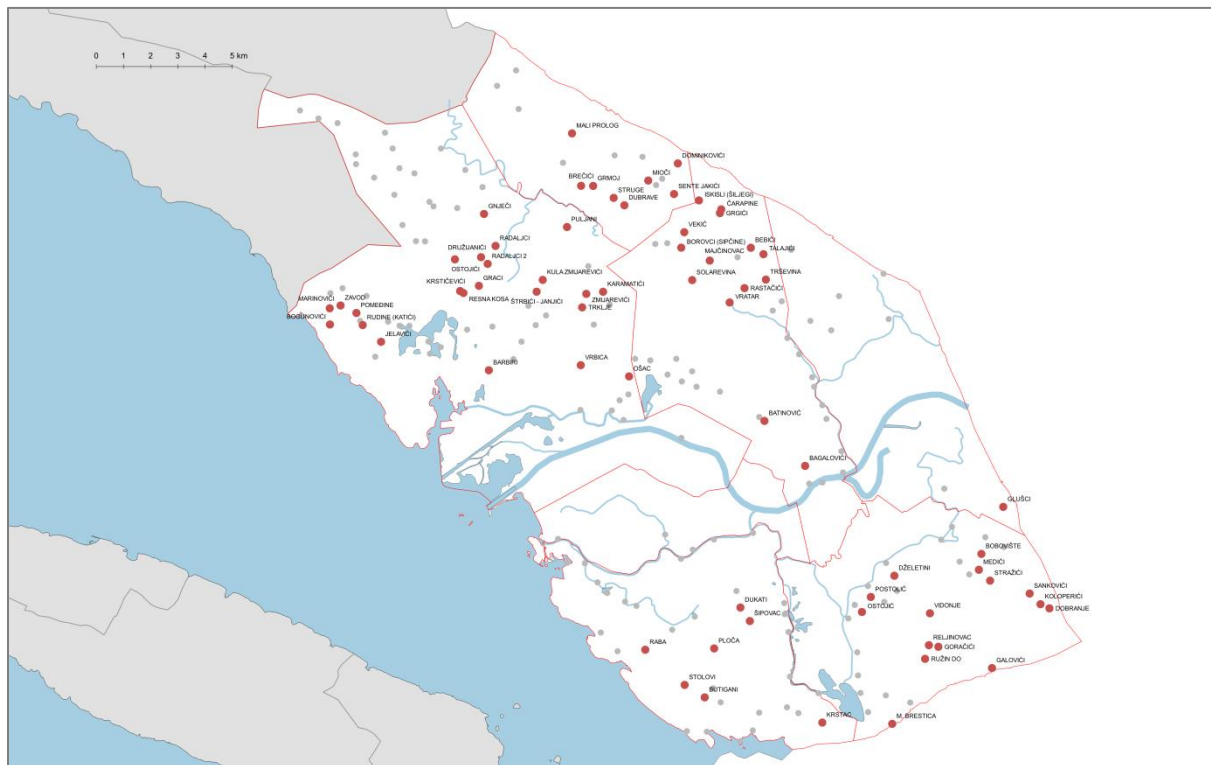 0 1 2 3 4 5 km
MALI PROLOG
DOMINIKOVIĆI
BREČIĆI
GRMOJ
MIOČI
STRUGE
DUBRAVE
SENTE JAKIĆI
ISKISLI (ŠILJEGI)
ČARAPINE
GRGIĆI
GNJEČI
PULJANI
VEKIĆ
RADALJCI
BOROVCI (SIPČINE)
BEBIĆI
TALAJIĆI
DRUŽIJANIĆI
RADALJCI 2
MAJČINOVAC
OSTOJIĆI
SOLAREVINA
TRŠEVINA
KULA ZMIJAREVIĆI
GRACI
KRSTIČEVIĆI
RESNA KOSA
ŠTRBIĆI - JANJIĆI
KARAMATIĆI
RASTAČIĆI
ZMIJAREVIĆI
VRATAR
MARINOVIĆI
ZAVOD
POMEĐINE
TRKLJE
BOGUNOVIĆI
RUDINE (KATIĆI)
JELAVIĆI
BARBIRI
VRBICA
OŠAC
BATINOVIĆ
BAGALOVIĆI
GLUŠCI
BOBOVIŠTE
MEDIĆI
DŽELETINI
STRAŽIĆI
POSTOLIĆ
SANKOVIĆI
KOLOPERIĆI
DOBRANJE
DUKATI
OSTOJIĆ
VIDONJE
ŠIPOVAC
PLOČA
RABA
RELJINOVAC
GORAČIĆI
RUŽIN DO
GALOVIĆI
STOLOVI
BUTIGANI
KRSTAC
M. BRESTICA